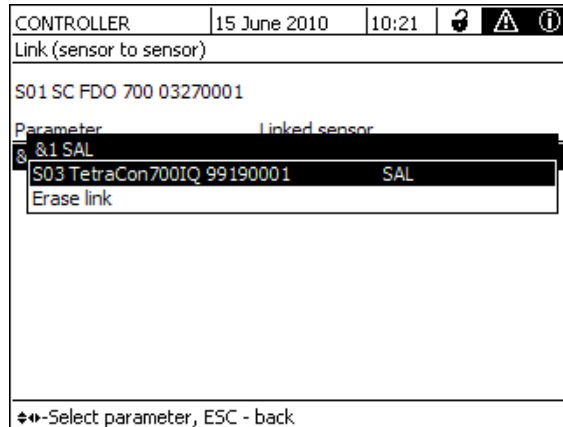 CONTROLLER 15 June 2010 10:21
Link (sensor to sensor)
S01 SC FDO 700 03270001
Parameter Linked sensor
&
&1 SAL
S03 TetraCon700IQ 99190001 SAL
Erase link
-Select parameter, ESC - back